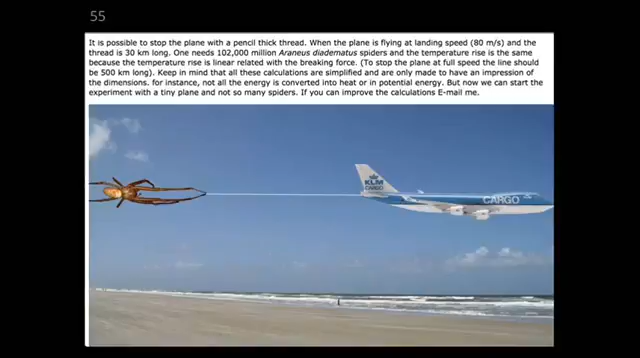 55
It is possible to stop the plane with a pencil thick thread. When the plane is flying at landing speed (80 m/s) and the
thread is 30 km long. One needs 102,000 million Araneus diadematus spiders and the temperature rise is the same
because the temperature rise is linear related with the breaking force. (To stop the plane at full speed the line should
be 500 km long). Keep in mind that all these calculations are simplified and are only made to have an impression of
the dimensions. for instance, not all the energy is converted into heat or in potential energy. But now we can start the
experiment with a tiny plane and not so many spiders. If you can improve the calculations E-mail me.
KLM
CARGO
CARGO